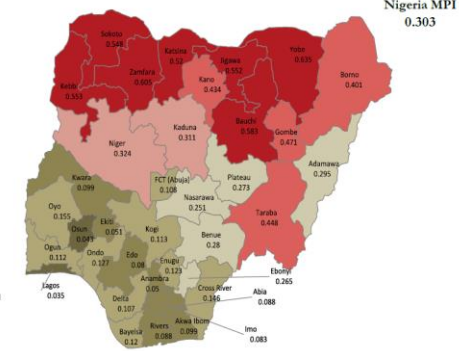 Nigeria MPI
0.303
Sokoto
0.548
Katsina
0.52
Jigawa
0.552
Yobe
0.635
Zamfara
0.605
Kano
0.434
Borno
0.401
Kebbi
0.553
Bauchi
0.583
Gombe
0.471
Kaduna
0.311
Niger
0.324
Adamawa
0.295
Plateau
0.273
FCT (Abuja)
0.108
Kwara
0.099
Nasarawa
0.251
Taraba
0.448
Oyo
0.155
Ekiti
0.051
Kogi
0.113
Benue
0.28
Osun
0.043
Ogus
0.112
Ondo
0.127
Edo
0.08
Enugu
0.123
Ebonyi
0.265
Lagos
0.035
Anambra
0.05
Cross River
0.146
Abia
0.088
Delta
0.107
Imo
0.083
Bayelsa
0.12
Rivers
0.088
Akwa Ibom
0.099